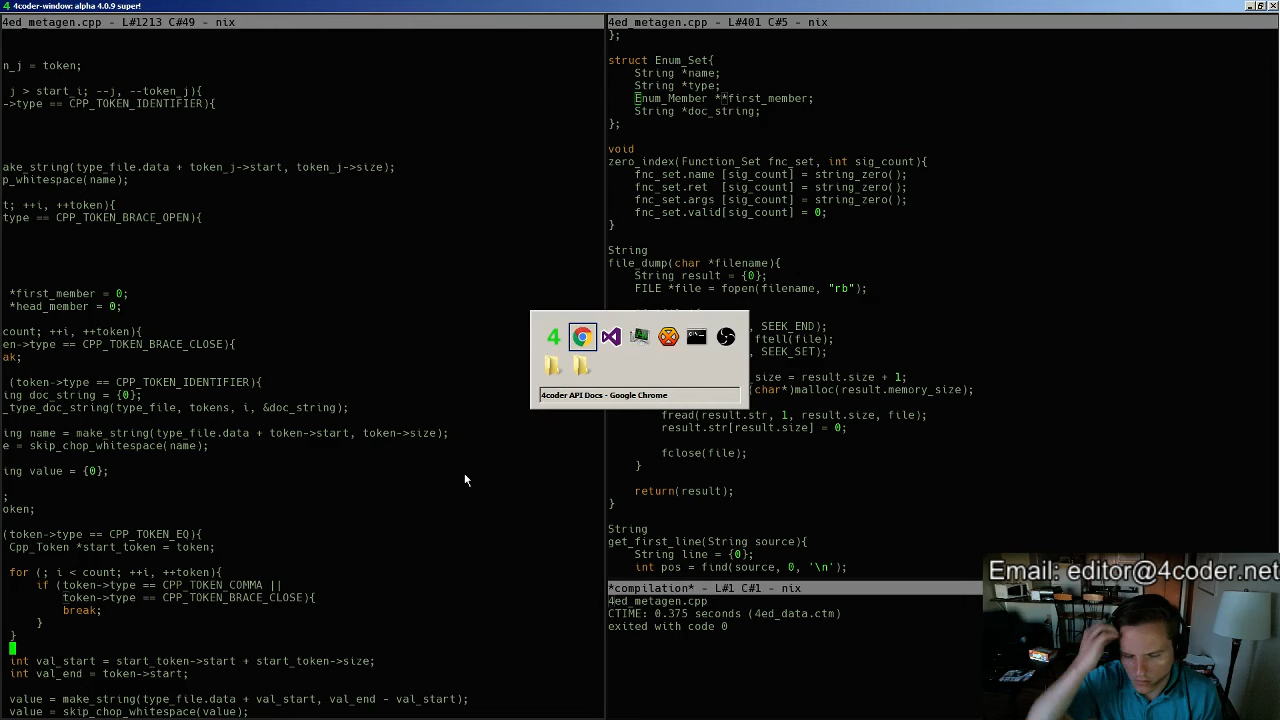 4coder-window: alpha 4.0.9 super!
4ed_metagen.cpp - L#1213 C#49 - nix
n_j = token;
j > start_i; --j, --token_j){
->type == CPP_TOKEN_IDENTIFIER){
ake_string(type_file.data + token_j->start, token_j->size);
p_whitespace(name);
t; ++i, ++token){
type == CPP_TOKEN_BRACE_OPEN){
*first_member = 0;
*head_member = 0;
count; ++i, ++token){
en->type == CPP_TOKEN_BRACE_CLOSE){
ak;
(token->type == CPP_TOKEN_IDENTIFIER){
ing doc_string = {0};
_type_doc_string(type_file, tokens, i, &doc_string);
ing name = make_string(type_file.data + token->start, token->size);
e = skip_chop_whitespace(name);
ing value = {0};
;
oken;
(token->type == CPP_TOKEN_EQ){
Cpp_Token *start_token = token;
for (; i < count; ++i, ++token){
if (token->type == CPP_TOKEN_COMMA ||
token->type == CPP_TOKEN_BRACE_CLOSE){
break;
}
}
int val_start = start_token->start + start_token->size;
int val_end = token->start;
value = make_string(type_file.data + val_start, val_end - val_start);
value = skip_chop_whitespace(value);
4ed_metagen.cpp - L#401 C#5 - nix
};
struct Enum_Set{
String *name;
String *type;
Enum_Member **first_member;
String *doc_string;
};
void
zero_index(Function_Set fnc_set, int sig_count){
fnc_set.name [sig_count] = string_zero();
fnc_set.ret  [sig_count] = string_zero();
fnc_set.args [sig_count] = string_zero();
fnc_set.valid[sig_count] = 0;
}
String
file_dump(char *filename){
String result = {0};
FILE *file = fopen(filename, "rb");
, SEEK_END);
ftell(file);
, SEEK_SET);
_size = result.size + 1;
(char*)malloc(result.memory_size);
fread(result.str, 1, result.size, file);
result.str[result.size] = 0;
fclose(file);
}
return(result);
}
String
get_first_line(String source){
String line = {0};
int pos = find(source, 0, '\n');
4
4coder API Docs - Google Chrome
*compilation* - L#1 C#1 - nix
4ed_metagen.cpp
CTIME: 0.375 seconds (4ed_data.ctm)
exited with code 0
Email: editor@4coder.net